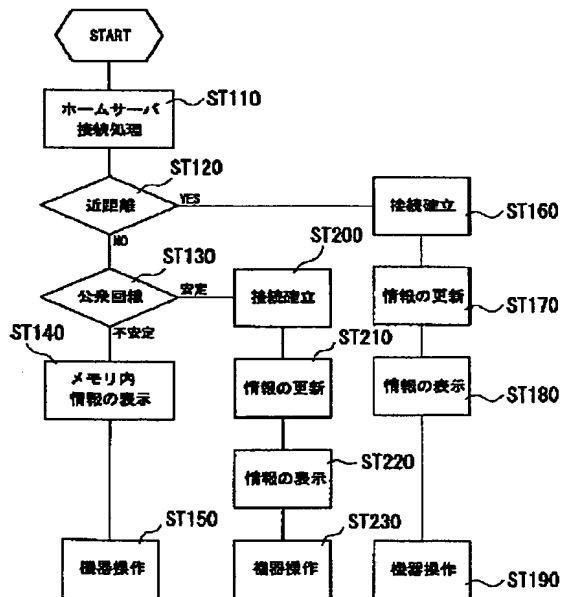 START
ホームサーバ
接続処理
ST110
ST120
近距離
YES
接続確立
ST160
NO
ST130
ST200
公衆回線
安定
接続確立
情報の更新
ST170
ST140
不安定
ST210
メモリ内
情報の表示
情報の更新
情報の表示
ST180
情報の表示
ST220
ST150
ST230
機器操作
機器操作
機器操作
ST190